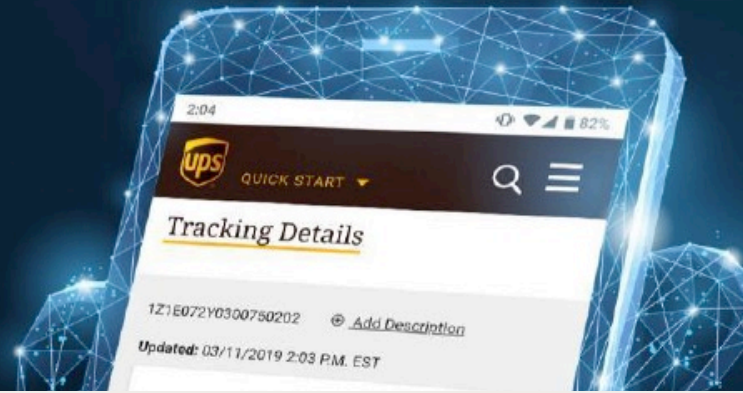 2:04 82%
ups QUICK START
Tracking Details
1Z1E072Y0300750202 Add Description
Updated: 03/11/2019 2:03 P.M. EST